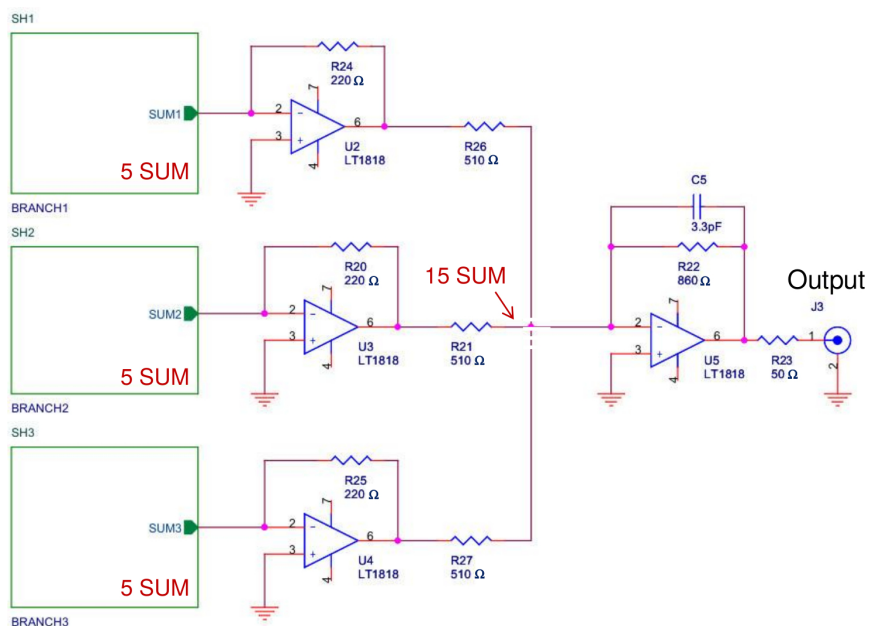 SH1
SUM1
5 SUM
BRANCH1
R24
220 Ω
7
2
3
6
4
U2
LT1818
R26
510 Ω
SH2
SUM2
5 SUM
BRANCH2
R20
220 Ω
7
2
3
6
4
U3
LT1818
R21
510 Ω
15 SUM
SH3
SUM3
5 SUM
BRANCH3
R25
220 Ω
7
2
3
6
4
U4
LT1818
R27
510 Ω
C5
3.3pF
R22
860Ω
7
2
3
6
4
U5
LT1818
R23
50 Ω
Output
J3
1
2